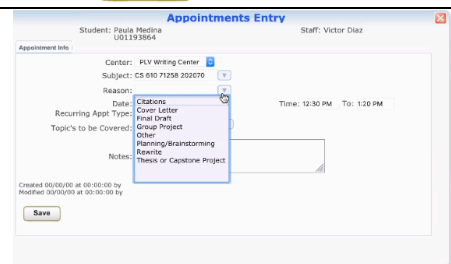 Appointments Entry
Student: Paula Medina
U01193864
Staff: Victor Diaz
Appointment Info :
Center: PLV Writing Center
Subject: CS 610 71258 202070
Reason:
Date:
Time: 12:30 PM To: 1:20 PM
Recurring Appt Type:
Topic's to be Covered:
Citations
Cover Letter
Final Draft
Group Project
Other
Planning/Brainstorming
Rewrite
Thesis or Capstone Project
Notes:
Created 00/00/00 at 00:00:00 by
Modified 00/00/00 at 00:00:00 by
Save